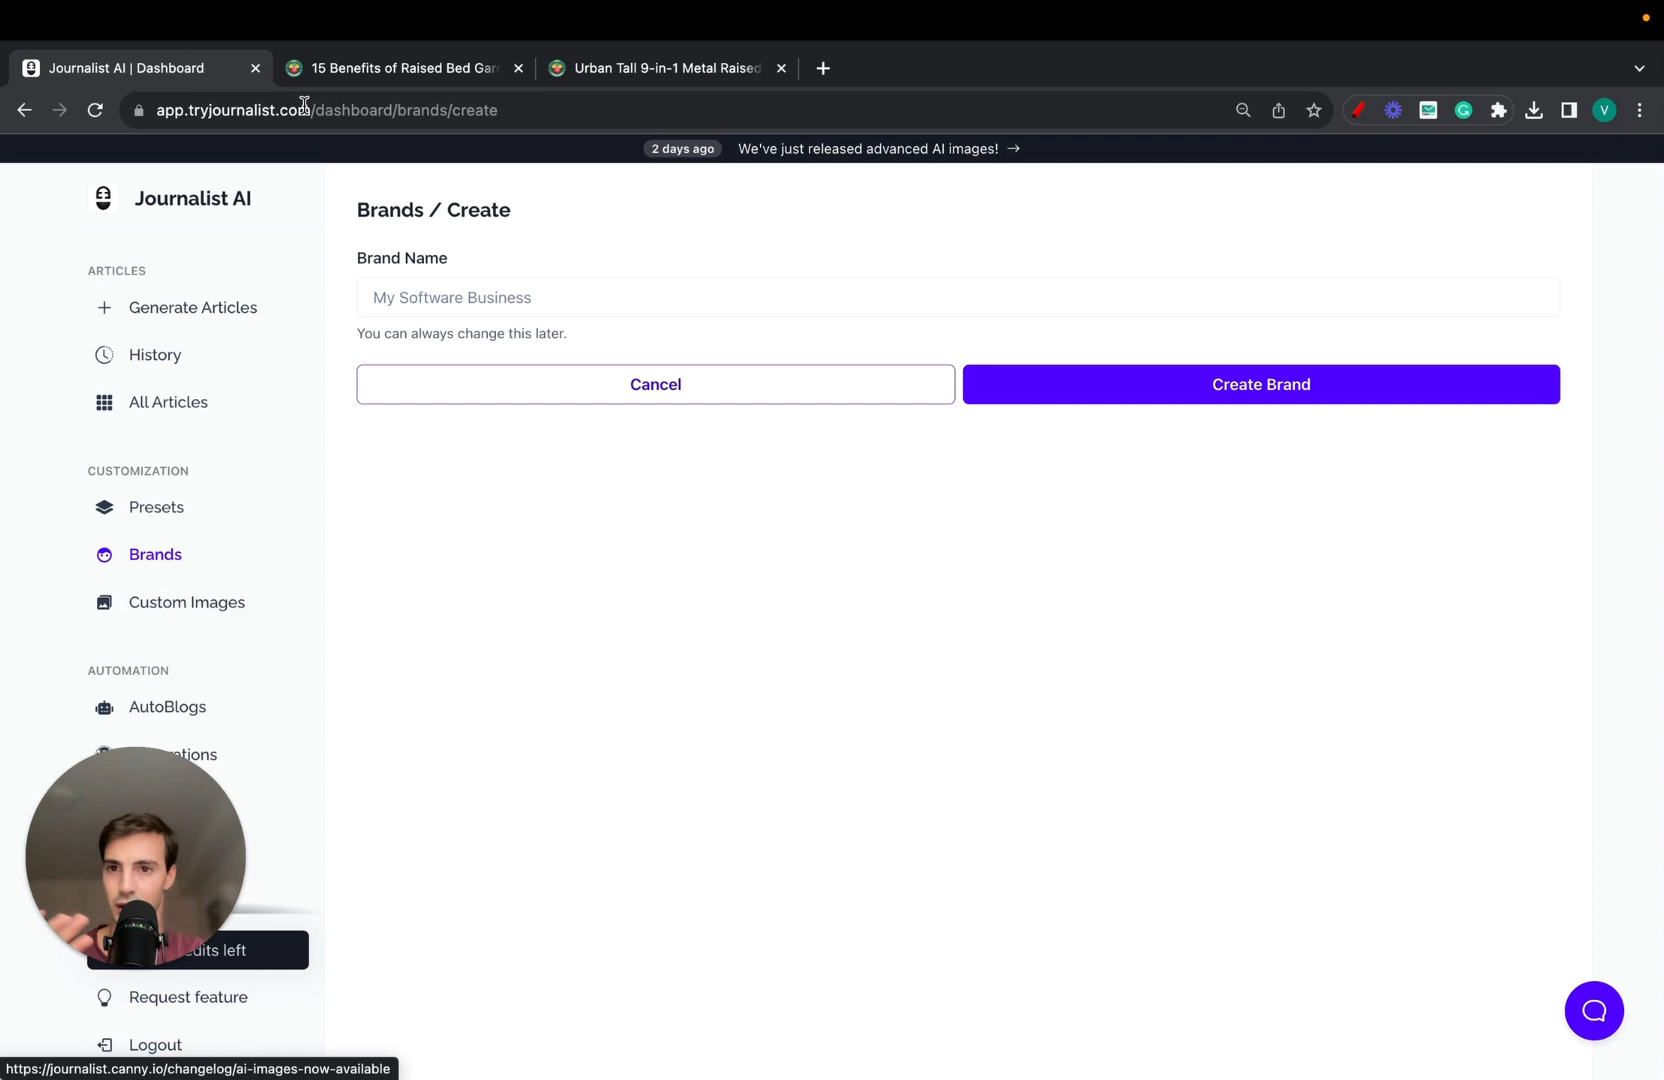 Journalist AI | Dashboard
15 Benefits of Raised Bed Gar
Urban Tall 9-in-1 Metal Raised
app.tryjournalist.com/dashboard/brands/create
V
2 days ago We've just released advanced AI images! →
Journalist AI
Brands / Create
Brand Name
My Software Business
You can always change this later.
Cancel
Create Brand
ARTICLES
Generate Articles
History
All Articles
CUSTOMIZATION
Presets
Brands
Custom Images
AUTOMATION
AutoBlogs
left
Request feature
Logout
https://journalist.canny.io/changelog/ai-images-now-available